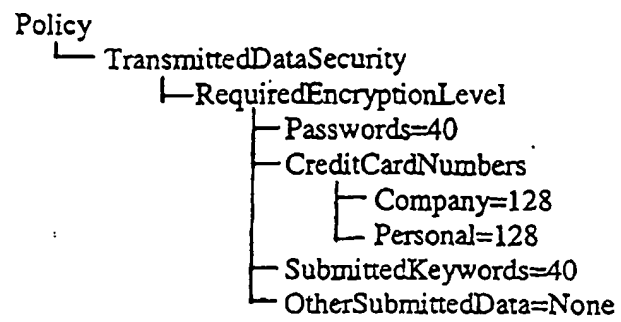 Policy
TransmittedDataSecurity
RequiredEncryptionLevel
Passwords=40
CreditCardNumbers
Company=128
Personal=128
SubmittedKeywords=40
OtherSubmittedData=None